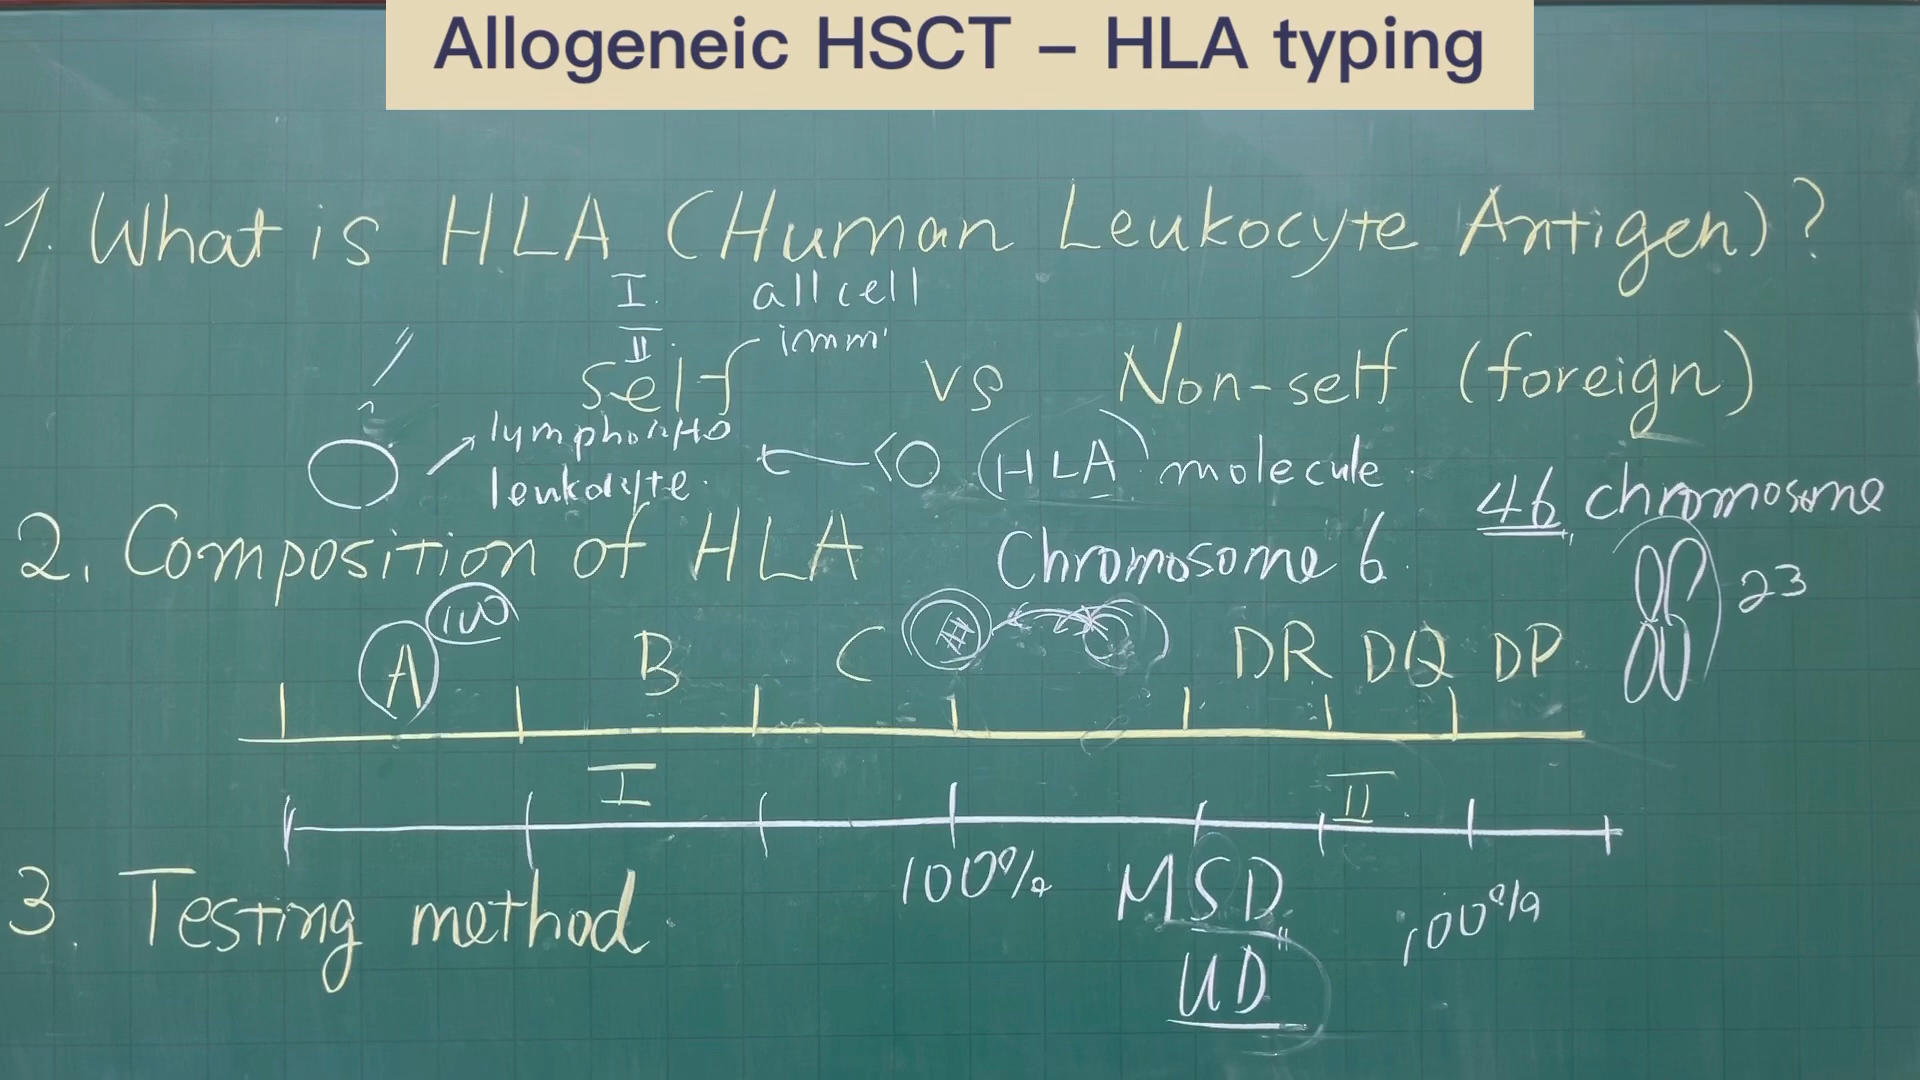 Allogeneic HSCT – HLA typing
1. What is HLA (Human Leukocyte Antigen)?
I. all cell
II. imm'
Self vs Non-self (foreign)
HLA molecule
46 chromosome
2. Composition of HLA Chromosome 6
23
A 100 B C DR DQ DP
I II
3. Testing method
100% MSD 100%
UD